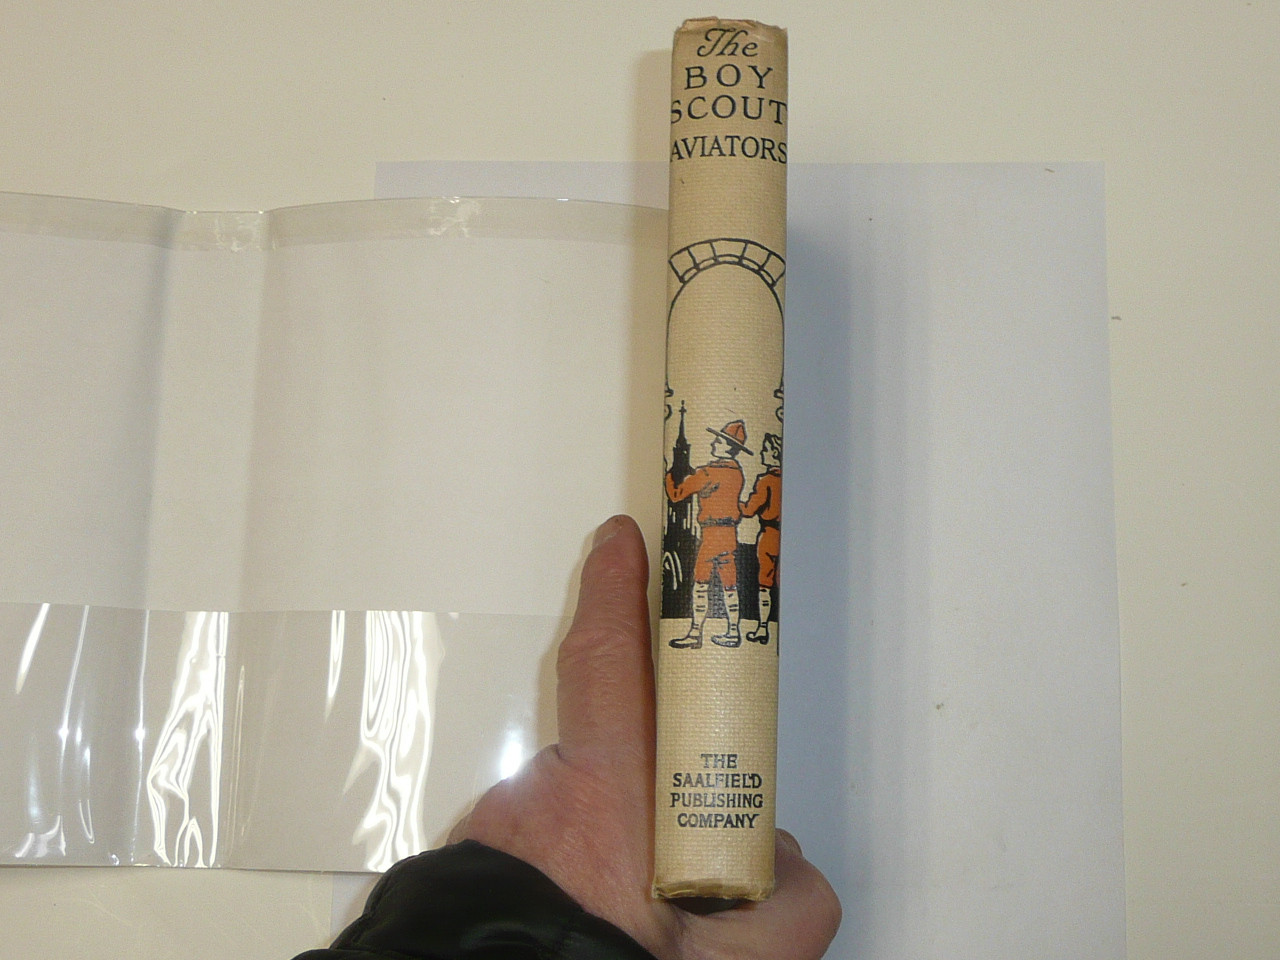 The
BOY
SCOUT
AVIATORS
THE
SAALFIELD
PUBLISHING
COMPANY